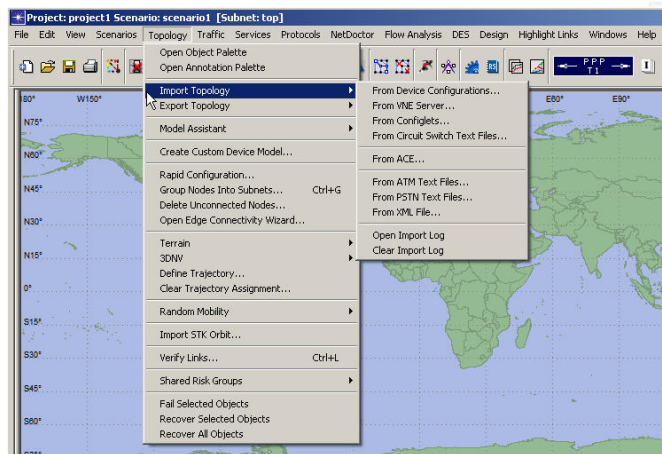 Project: project1 Scenario: scenario1 [Subnet: top]
File Edit View Scenarios Topology Traffic Services Protocols NetDoctor Flow Analysis DES Design Highlight Links Windows Help
PPP
T1
Open Object Palette
Open Annotation Palette
Import Topology
Export Topology
Model Assistant
Create Custom Device Model...
Rapid Configuration...
Group Nodes Into Subnets... Ctrl+G
Delete Unconnected Nodes...
Open Edge Connectivity Wizard...
Terrain
3DNV
Define Trajectory...
Clear Trajectory Assignment...
Random Mobility
Import STK Orbit...
Verify Links... Ctrl+L
Shared Risk Groups
Fail Selected Objects
Recover Selected Objects
Recover All Objects
From Device Configurations...
From VNE Server...
From Configlets...
From Circuit Switch Text Files...
From ACE...
From ATM Text Files...
From PSTN Text Files...
From XML File...
Open Import Log
Clear Import Log
W150° E60° E90°
N75°
N60°
N45°
N30°
N15°
0°
S15°
S30°
S45°
S60°